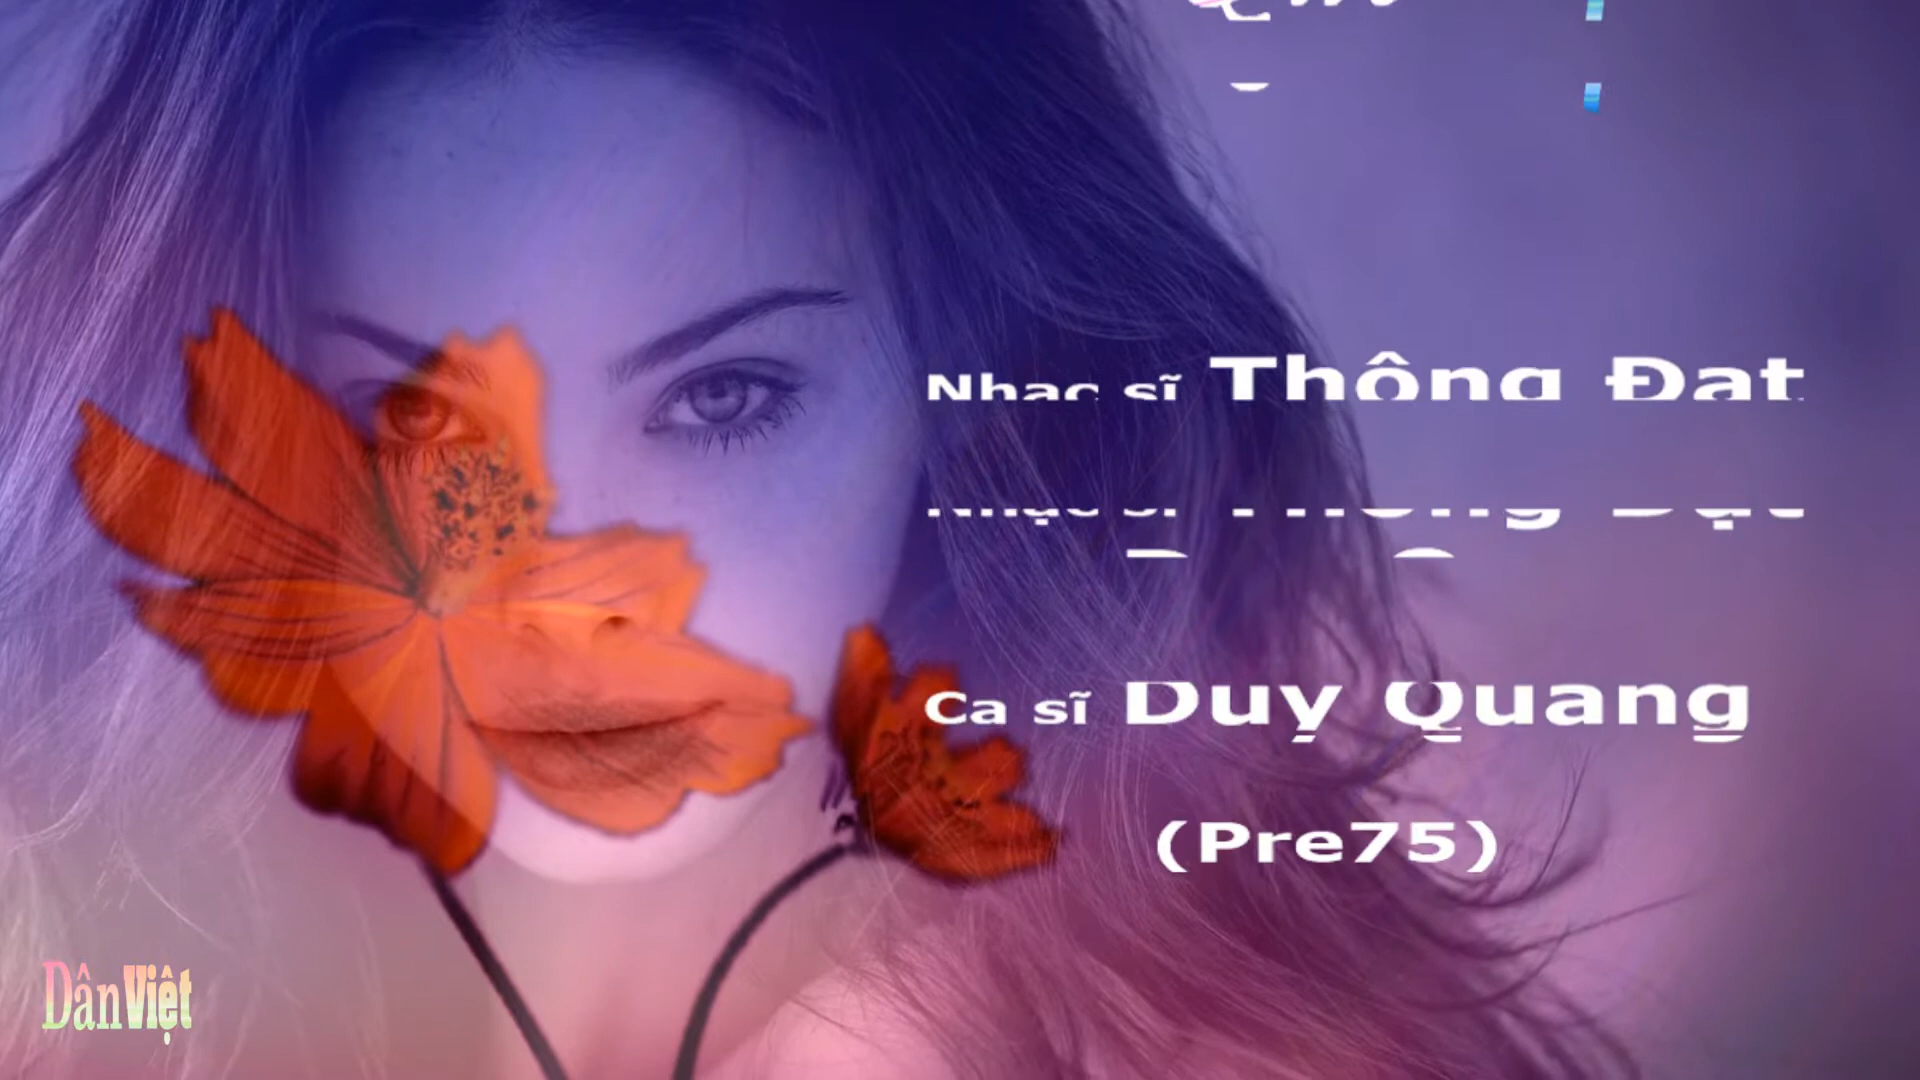 Nhạc sĩ Thông Đạt
Ca sĩ Duy Quang
(Pre75)
DânViệt